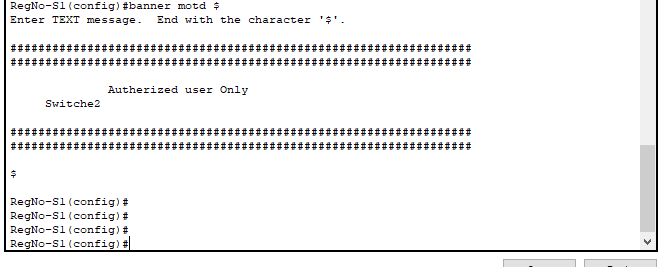 RegNo-S1(config)#banner motd $
Enter TEXT message.  End with the character '$'.
##################################################################
##################################################################
Autherized user Only
Switche2
##################################################################
##################################################################
$
RegNo-S1(config)#
RegNo-S1(config)#
RegNo-S1(config)#
RegNo-S1(config)#